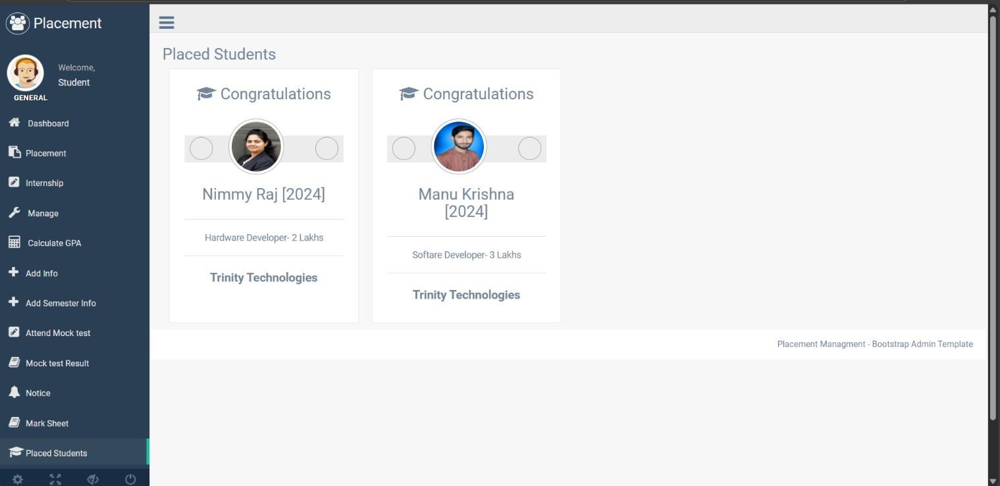 Placement
Welcome,
Student
GENERAL
Dashboard
Placement
Internship
Manage
Calculate GPA
Add Info
Add Semester Info
Attend Mock test
Mock test Result
Notice
Mark Sheet
Placed Students
Placed Students
Congratulations
Nimmy Raj [2024]
Hardware Developer- 2 Lakhs
Trinity Technologies
Congratulations
Manu Krishna
[2024]
Softare Developer- 3 Lakhs
Trinity Technologies
Placement Managment - Bootstrap Admin Template